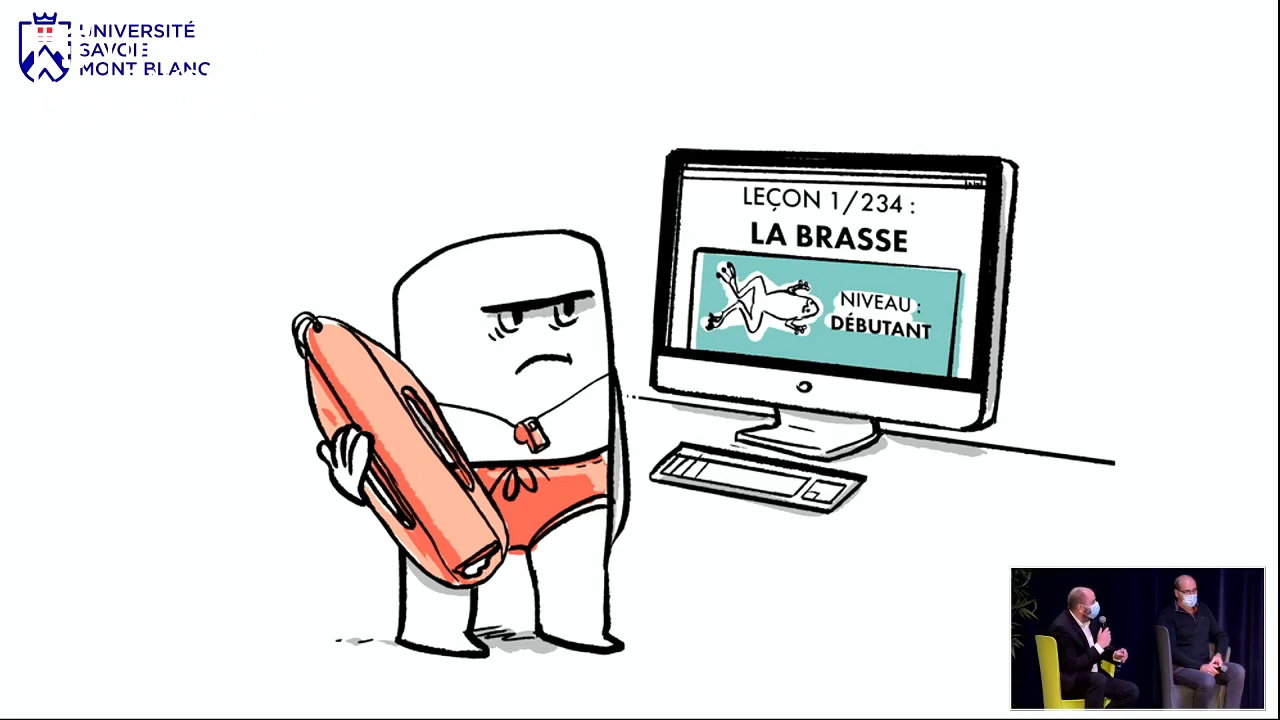 UNIVERSITÉ
SAVOIE
MONT BLANC
LEÇON 1/234 :
LA BRASSE
NIVEAU :
DÉBUTANT